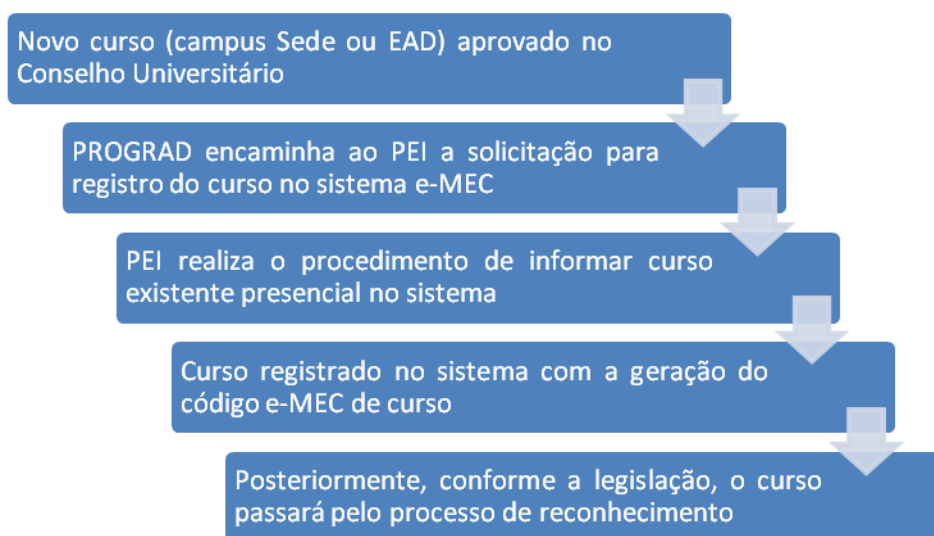 Novo curso (campus Sede ou EAD) aprovado no
Conselho Universitário
PROGRAD encaminha ao PEI a solicitação para
registro do curso no sistema e-MEC
PEI realiza o procedimento de informar curso
existente presencial no sistema
Curso registrado no sistema com a geração do
código e-MEC de curso
Posteriormente, conforme a legislação, o curso
passará pelo processo de reconhecimento